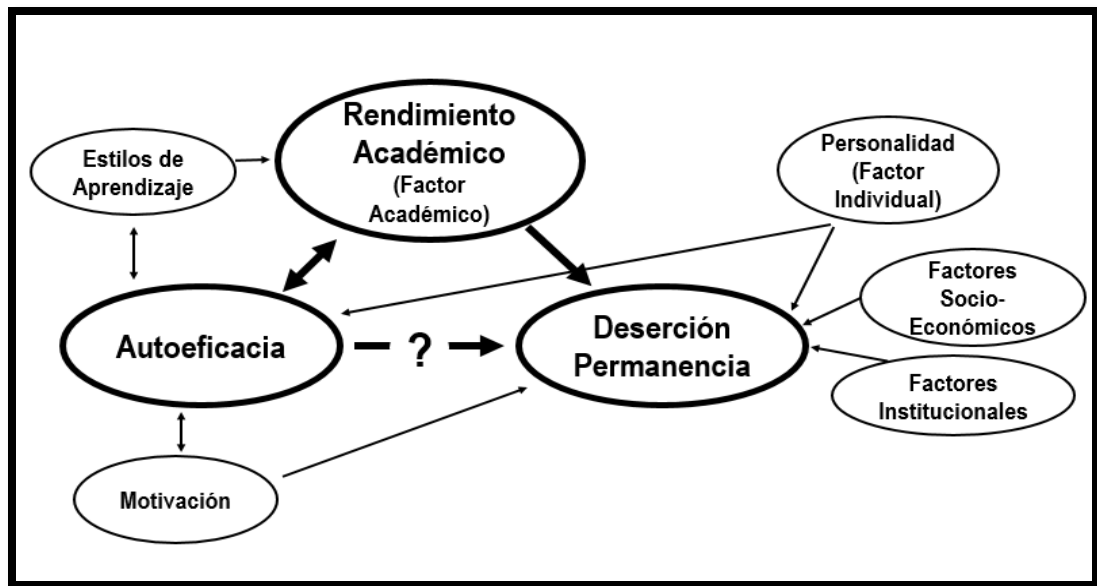 Rendimiento
Académico
(Factor
Académico)
Estilos de
Aprendizaje
Personalidad
(Factor
Individual)
Factores
Socio-
Económicos
Autoeficacia
?
Deserción
Permanencia
Factores
Institucionales
Motivación